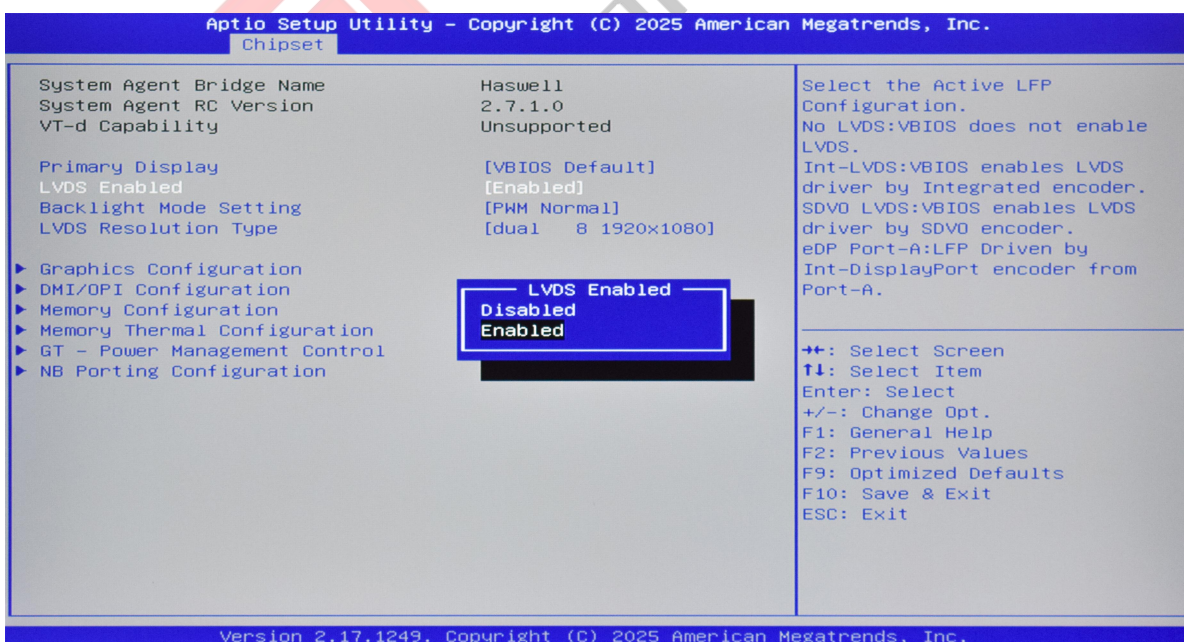 Aptio Setup Utility – Copyright (C) 2025 American Megatrends, Inc.
Chipset
System Agent Bridge Name Haswell
System Agent RC Version 2.7.1.0
VT-d Capability Unsupported
Primary Display [VBIOS Default]
LVDS Enabled [Enabled]
Backlight Mode Setting [PWM Normal]
LVDS Resolution Type [dual 8 1920x1080]
▶ Graphics Configuration
▶ DMI/OPI Configuration
▶ Memory Configuration
▶ Memory Thermal Configuration
▶ GT – Power Management Control
▶ NB Porting Configuration
LVDS Enabled
Disabled
Enabled
Select the Active LFP
Configuration.
No LVDS:VBIOS does not enable
LVDS.
Int-LVDS:VBIOS enables LVDS
driver by Integrated encoder.
SDVO LVDS:VBIOS enables LVDS
driver by SDVO encoder.
eDP Port-A:LFP Driven by
Int-DisplayPort encoder from
Port-A.
→←: Select Screen
↑↓: Select Item
Enter: Select
+/-: Change Opt.
F1: General Help
F2: Previous Values
F9: Optimized Defaults
F10: Save & Exit
ESC: Exit
Version 2.17.1249. Copyright (C) 2025 American Megatrends, Inc.